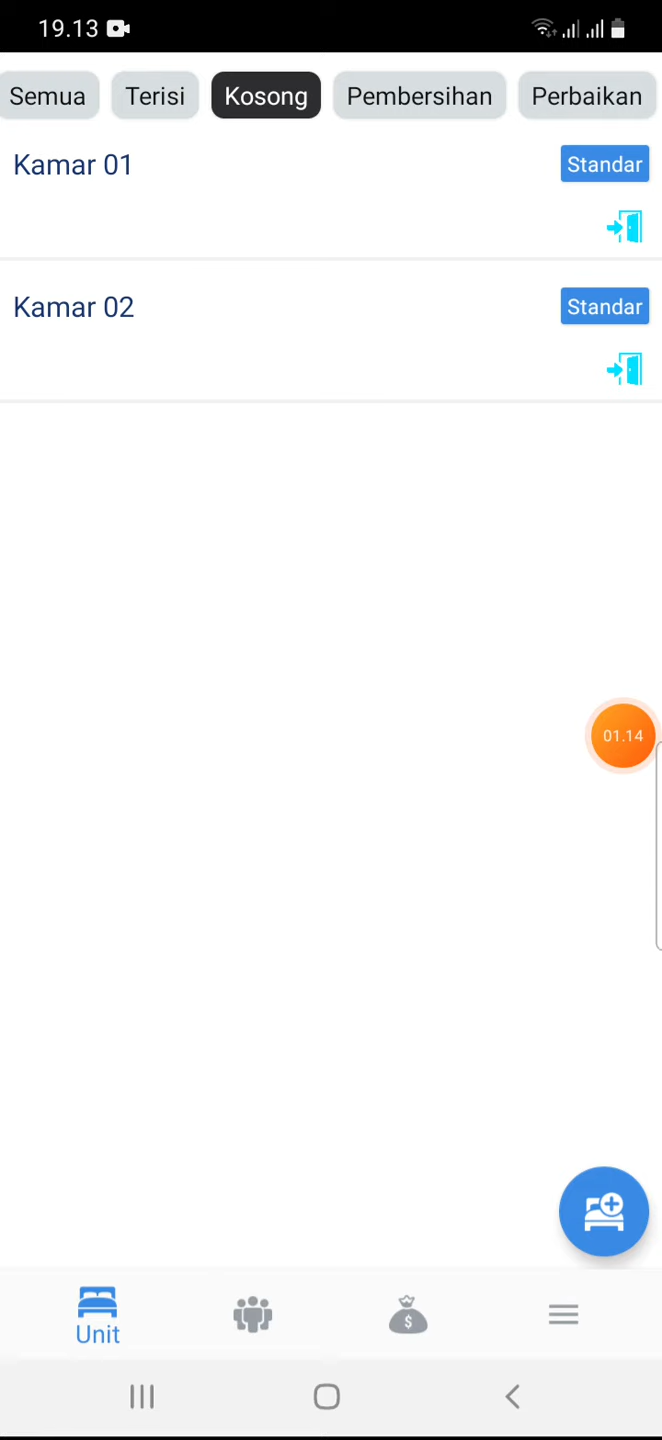 19.13
Semua Terisi Kosong Pembersihan Perbaikan
Kamar 01 Standar
Kamar 02 Standar
01.14
$
Unit